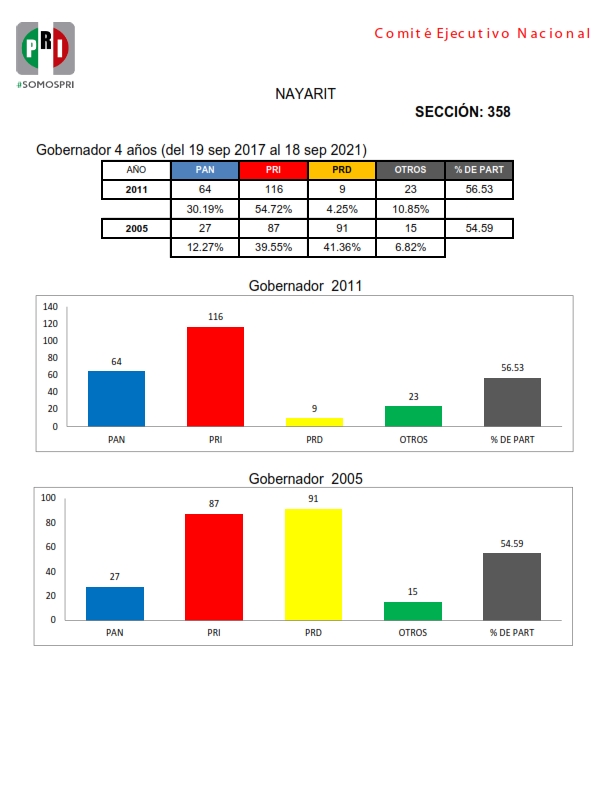 Comité Ejecutivo Nacional
PRI
#SOMOSPRI
NAYARIT
SECCIÓN: 358
Gobernador 4 años (del 19 sep 2017 al 18 sep 2021)
AÑO PAN PRI PRD OTROS % DE PART
2011 64 116 9 23 56.53
30.19% 54.72% 4.25% 10.85%
2005 27 87 91 15 54.59
12.27% 39.55% 41.36% 6.82%
Gobernador 2011
140
120
100
80
60
40
20
0
64
116
9
23
56.53
PAN PRI PRD OTROS % DE PART
Gobernador 2005
100
80
60
40
20
0
27
87
91
15
54.59
PAN PRI PRD OTROS % DE PART